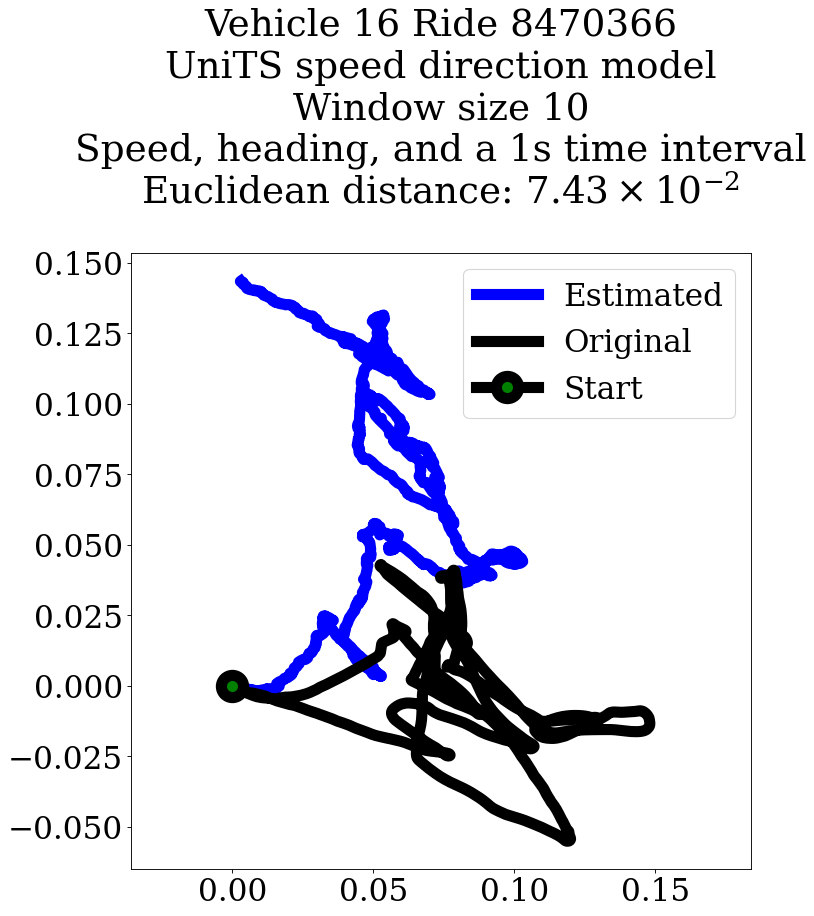 Vehicle 16 Ride 8470366
UniTS speed direction model
Window size 10
Speed, heading, and a 1s time interval
Euclidean distance: 7.43 × 10⁻²
0.150
0.125
0.100
0.075
0.050
0.025
0.000
−0.025
−0.050
Estimated
Original
Start
0.00 0.05 0.10 0.15